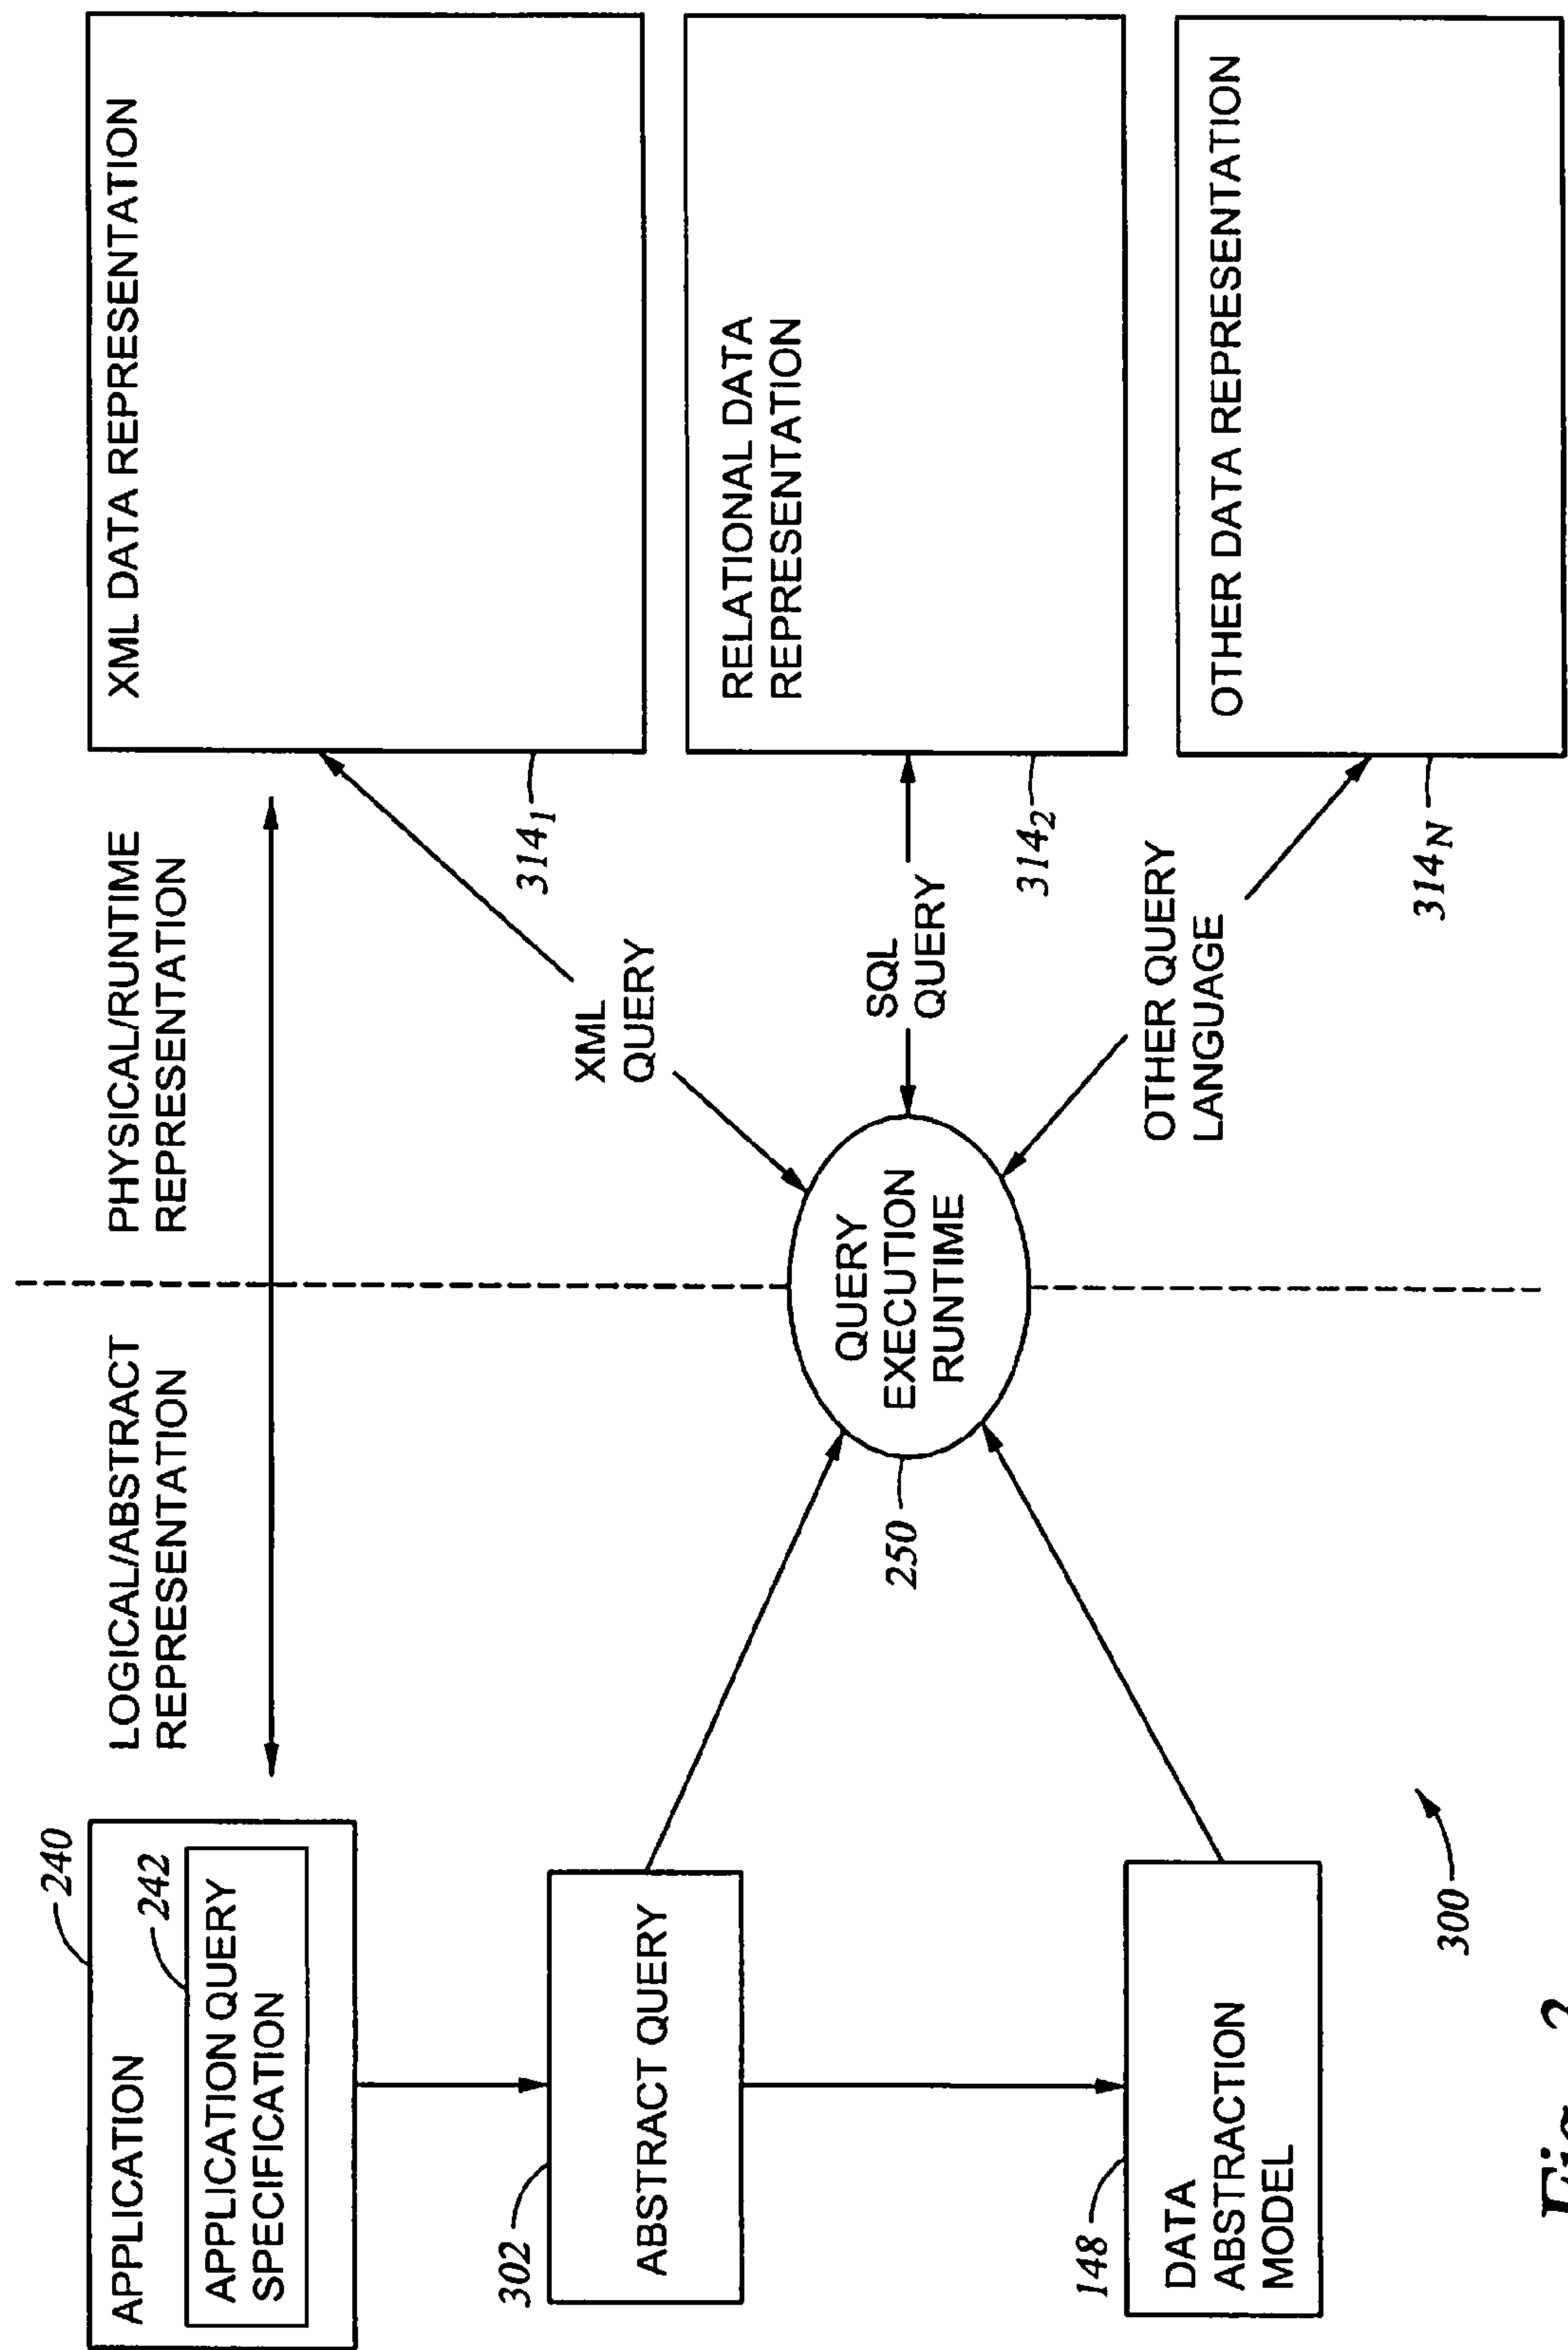 APPLICATION
240
APPLICATION QUERY
SPECIFICATION
242
LOGICAL/ABSTRACT
REPRESENTATION
PHYSICAL/RUNTIME
REPRESENTATION
XML DATA REPRESENTATION
314₁
302
ABSTRACT QUERY
XML
QUERY
QUERY
EXECUTION
RUNTIME
250
SQL
QUERY
RELATIONAL DATA
REPRESENTATION
314₂
148
DATA
ABSTRACTION
MODEL
OTHER QUERY
LANGUAGE
OTHER DATA REPRESENTATION
314N
300
Fig. 2